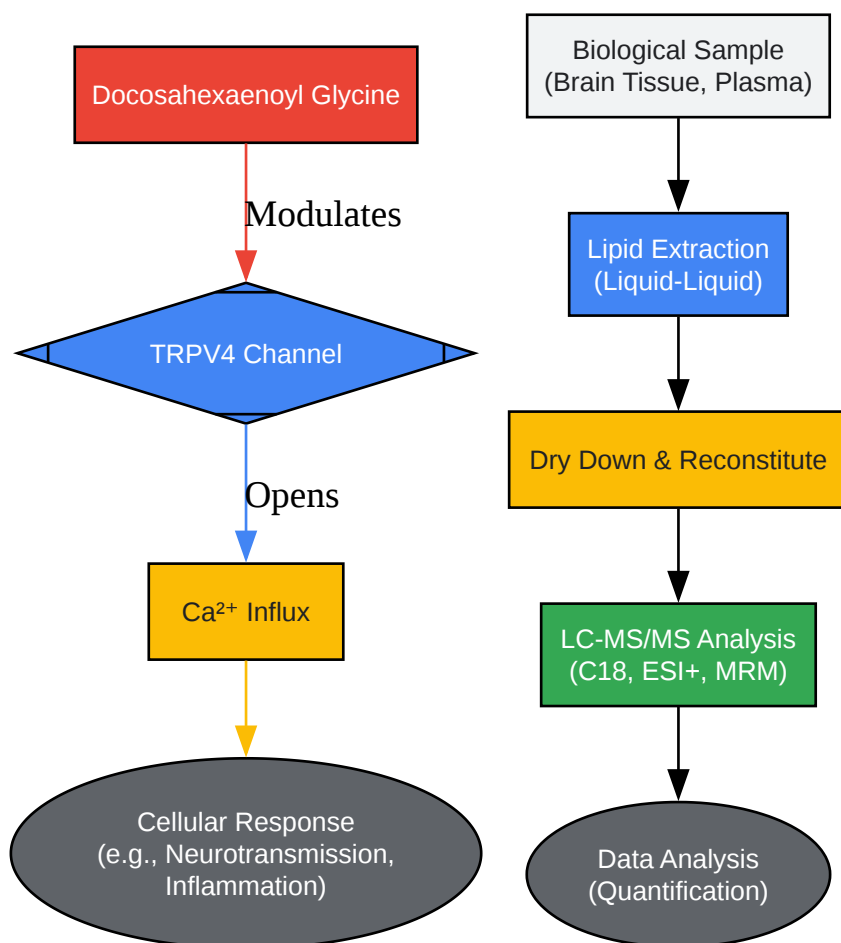 Docosahexaenoyl Glycine
Modulates
TRPV4 Channel
Opens
Ca²⁺ Influx
Cellular Response
(e.g., Neurotransmission,
Inflammation)
Biological Sample
(Brain Tissue, Plasma)
Lipid Extraction
(Liquid-Liquid)
Dry Down & Reconstitute
LC-MS/MS Analysis
(C18, ESI+, MRM)
Data Analysis
(Quantification)